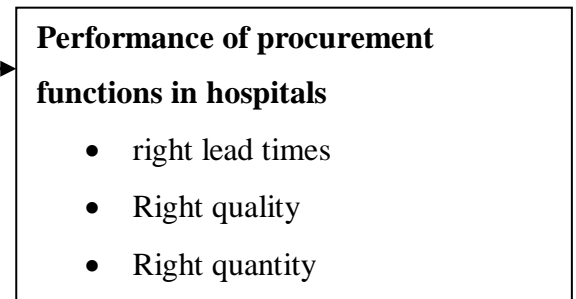 Performance of procurement
functions in hospitals
• right lead times
• Right quality
• Right quantity